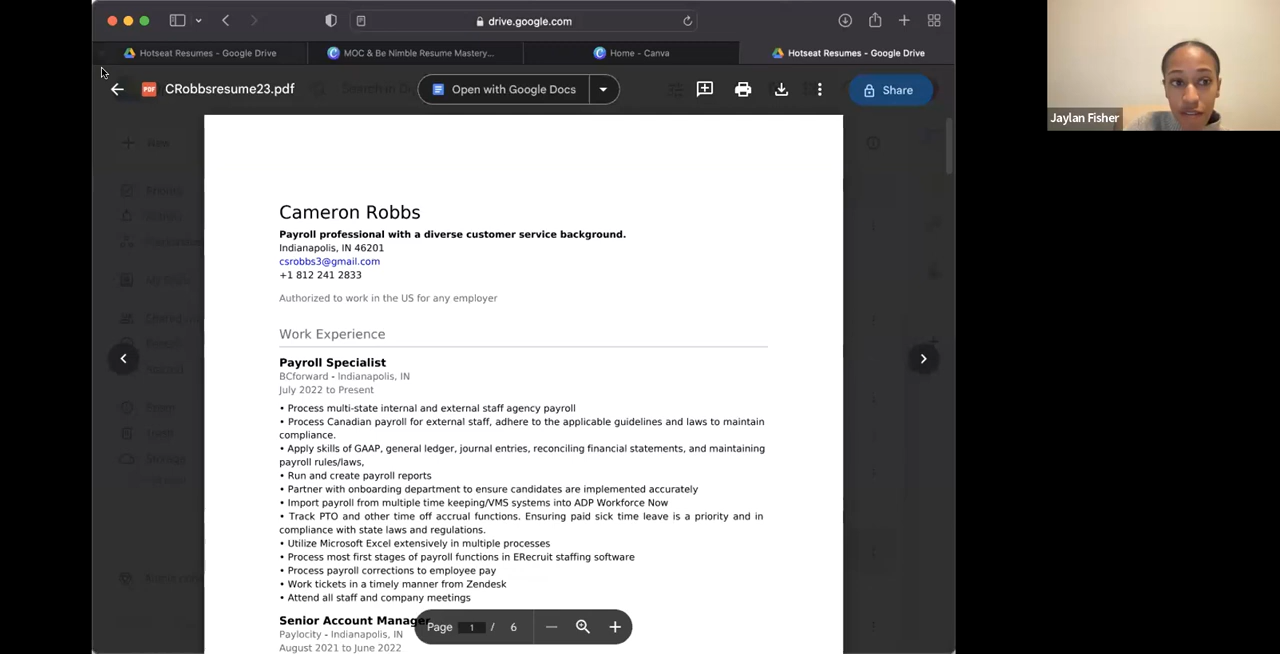 drive.google.com
Hotseat Resumes - Google Drive
MOC & Be Nimble Resume Mastery...
Home - Canva
Hotseat Resumes - Google Drive
PDF
CRobbsresume23.pdf
Open with Google Docs
Share
Jaylan Fisher
New
Cameron Robbs
Payroll professional with a diverse customer service background.
Indianapolis, IN 46201
csrobbs3@gmail.com
+1 812 241 2833
Authorized to work in the US for any employer
Work Experience
Payroll Specialist
BCforward - Indianapolis, IN
July 2022 to Present
• Process multi-state internal and external staff agency payroll
• Process Canadian payroll for external staff, adhere to the applicable guidelines and laws to maintain
compliance.
• Apply skills of GAAP, general ledger, journal entries, reconciling financial statements, and maintaining
payroll rules/laws,
• Run and create payroll reports
• Partner with onboarding department to ensure candidates are implemented accurately
• Import payroll from multiple time keeping/VMS systems into ADP Workforce Now
• Track PTO and other time off accrual functions. Ensuring paid sick time leave is a priority and in
compliance with state laws and regulations.
• Utilize Microsoft Excel extensively in multiple processes
• Process most first stages of payroll functions in ERecruit staffing software
• Process payroll corrections to employee pay
• Work tickets in a timely manner from Zendesk
• Attend all staff and company meetings
Senior Account Manager
Paylocity - Indianapolis, IN
August 2021 to June 2022
Page 1 / 6